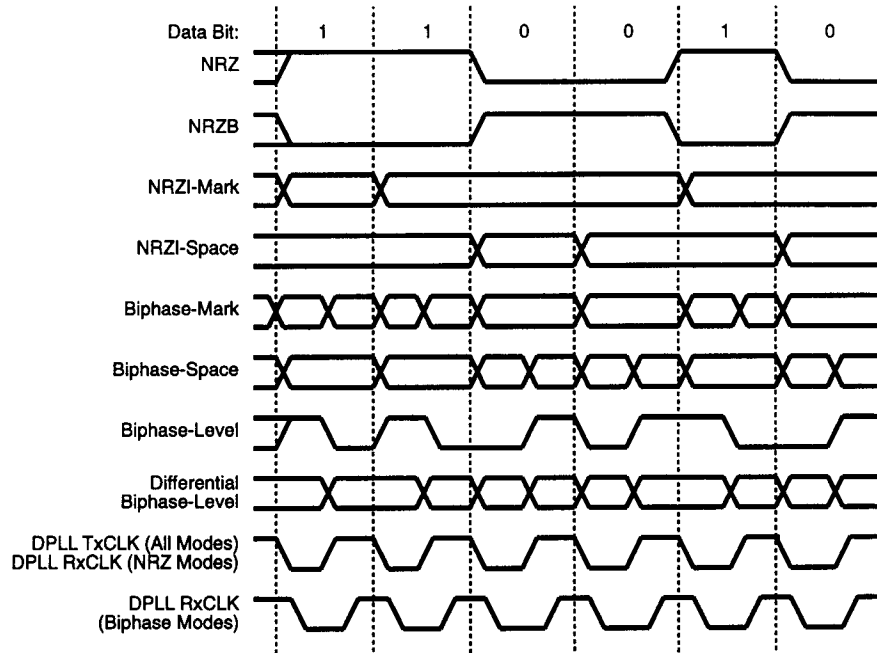 Data Bit: 1 1 0 0 1 0
NRZ
NRZB
NRZI-Mark
NRZI-Space
Biphase-Mark
Biphase-Space
Biphase-Level
Differential
Biphase-Level
DPLL TxCLK (All Modes)
DPLL RxCLK (NRZ Modes)
DPLL RxCLK
(Biphase Modes)